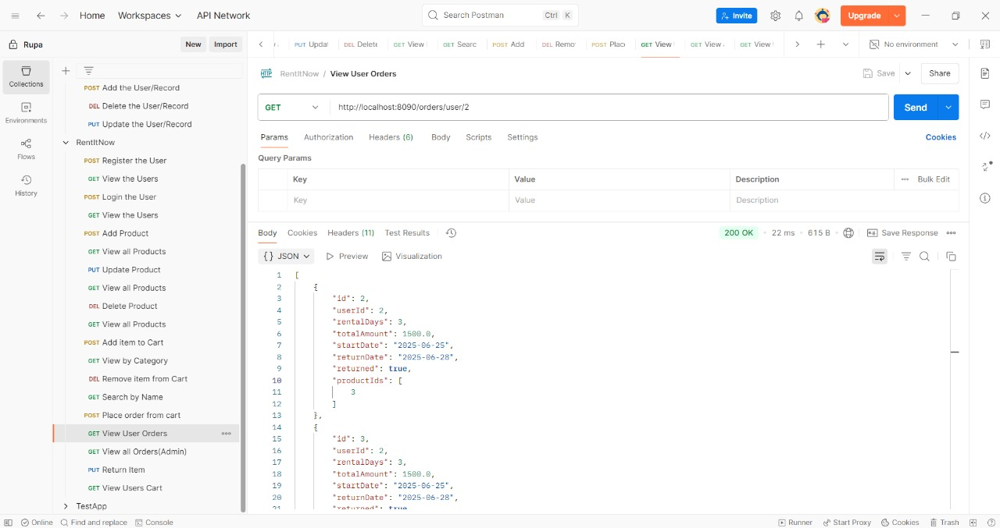 Home Workspaces API Network Search Postman Ctrl K Invite Upgrade
Rupa New Import PUT Updat DEL Delete GET View GET Searc POST Add DEL Remo POST Plac GET View GET View GET View No environment
Collections
Environments
Flows
History
POST Add the User/Record
DEL Delete the User/Record
PUT Update the User/Record
RentItNow
POST Register the User
GET View the Users
POST Login the User
GET View the Users
POST Add Product
GET View all Products
PUT Update Product
GET View all Products
DEL Delete Product
GET View all Products
POST Add item to Cart
GET View by Category
DEL Remove item from Cart
GET Search by Name
POST Place order from cart
GET View User Orders
GET View all Orders(Admin)
PUT Return Item
GET View Users Cart
TestApp
HTTP RentItNow / View User Orders Save Share
GET http://localhost:8090/orders/user/2 Send
Params Authorization Headers (6) Body Scripts Settings Cookies
Query Params
Key Value Description Bulk Edit
Key Value Description
Body Cookies Headers (11) Test Results 200 OK 22 ms 615 B Save Response
{} JSON Preview Visualization
1 [
2 {
3 "id": 2,
4 "userId": 2,
5 "rentalDays": 3,
6 "totalAmount": 1500.0,
7 "startDate": "2025-06-25",
8 "returnDate": "2025-06-28",
9 "returned": true,
10 "productIds": [
11 3
12 ]
13 },
14 {
15 "id": 3,
16 "userId": 2,
17 "rentalDays": 3,
18 "totalAmount": 1500.0,
19 "startDate": "2025-06-25",
20 "returnDate": "2025-06-28",
21 "returned": true
Online Find and replace Console Runner Start Proxy Cookies Trash